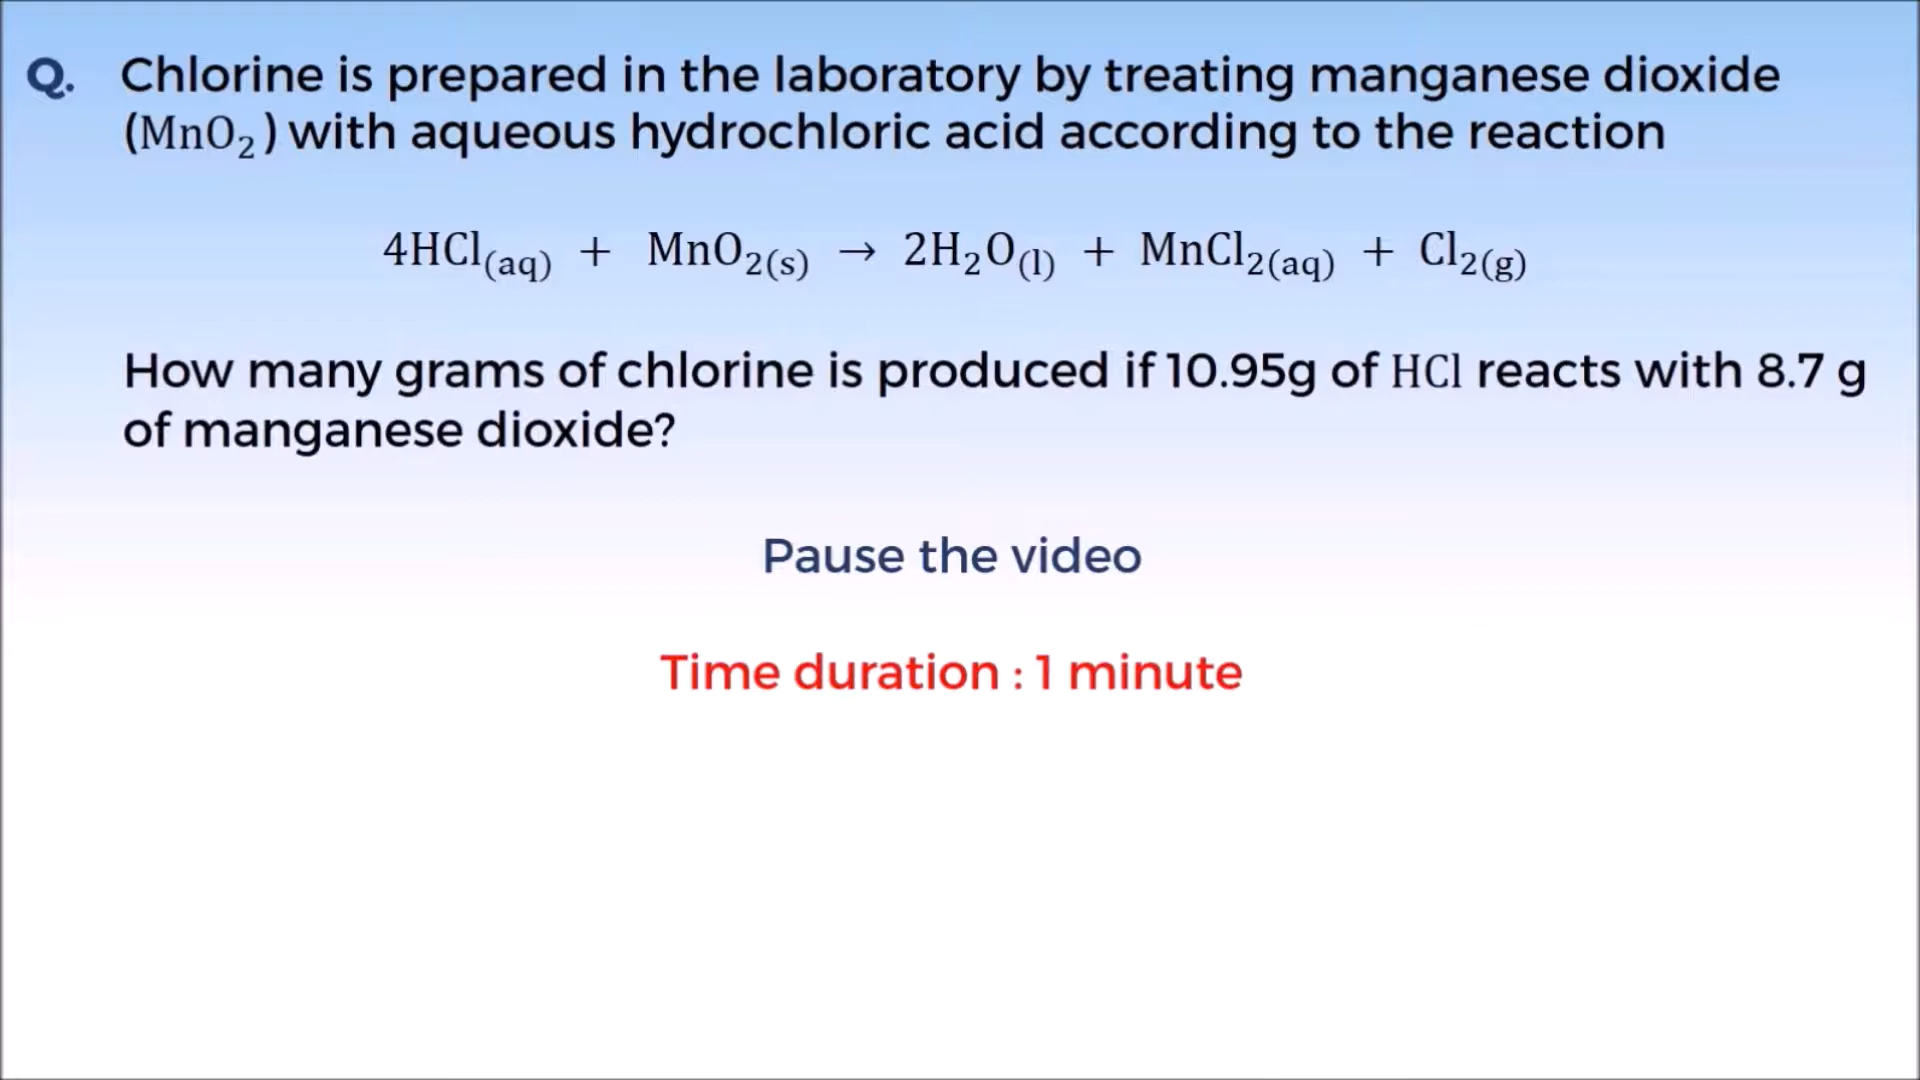 Q. Chlorine is prepared in the laboratory by treating manganese dioxide
(MnO₂) with aqueous hydrochloric acid according to the reaction
4HCl(aq) + MnO₂(s) → 2H₂O(l) + MnCl₂(aq) + Cl₂(g)
How many grams of chlorine is produced if 10.95g of HCl reacts with 8.7 g
of manganese dioxide?
Pause the video
Time duration : 1 minute